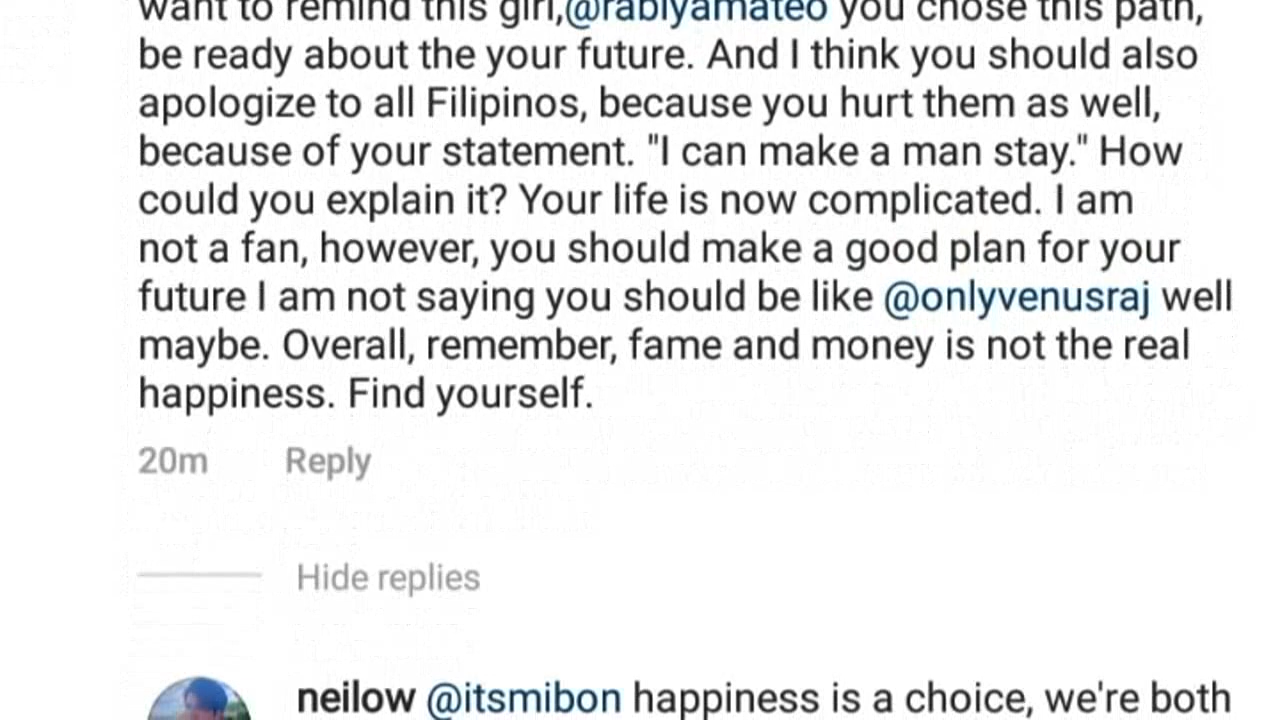 want to remind this girl,@rabiyamateo you chose this path,
be ready about the your future. And I think you should also
apologize to all Filipinos, because you hurt them as well,
because of your statement. "I can make a man stay." How
could you explain it? Your life is now complicated. I am
not a fan, however, you should make a good plan for your
future I am not saying you should be like @onlyvenusraj well
maybe. Overall, remember, fame and money is not the real
happiness. Find yourself.
20m Reply
Hide replies
neilow @itsmibon happiness is a choice, we're both